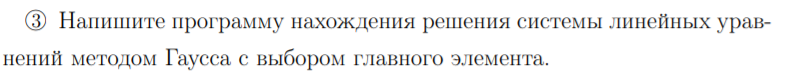 ③ Напишите программу нахождения решения системы линейных урав-
нений методом Гаусса с выбором главного элемента.